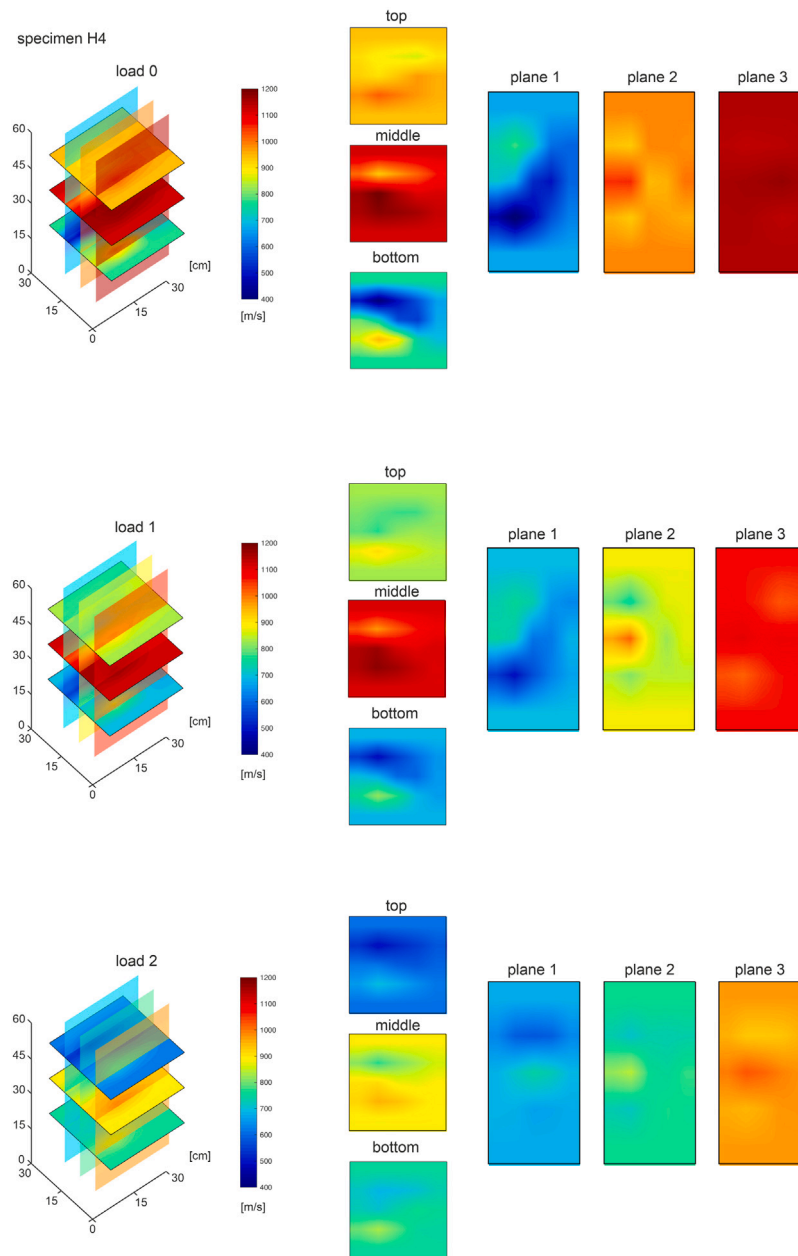 specimen H4
load 0
top
plane 1
plane 2
plane 3
middle
bottom
60
45
30
15
0
30
15
0
15
30
[cm]
1200
1100
1000
900
800
700
600
500
400
[m/s]
load 1
top
plane 1
plane 2
plane 3
middle
bottom
60
45
30
15
0
30
15
0
15
30
[cm]
1200
1100
1000
900
800
700
600
500
400
[m/s]
load 2
top
plane 1
plane 2
plane 3
middle
bottom
60
45
30
15
0
30
15
0
15
30
[cm]
1200
1100
1000
900
800
700
600
500
400
[m/s]